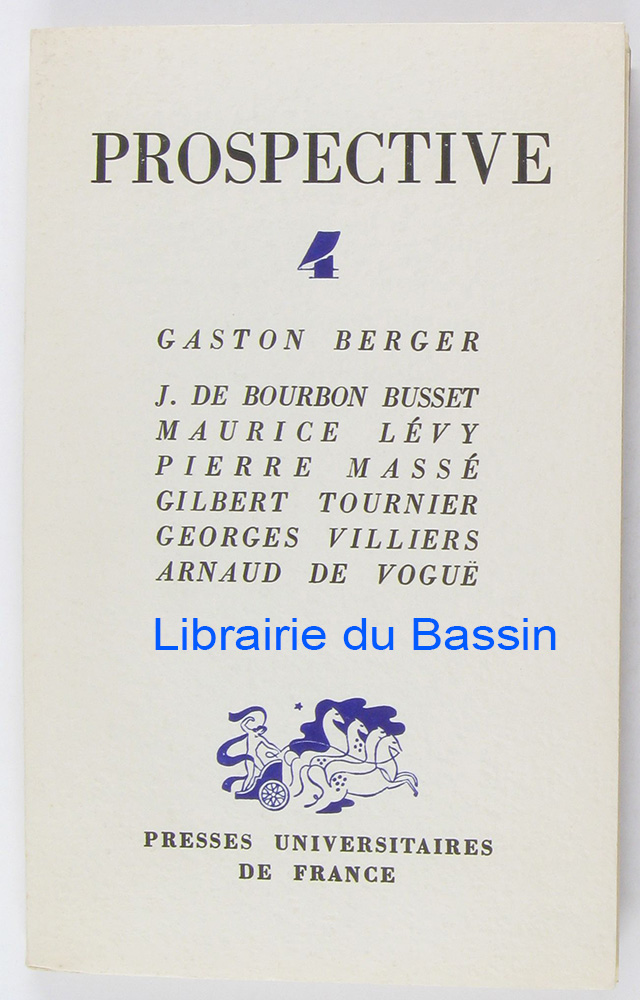 PROSPECTIVE
4
GASTON BERGER
J. DE BOURBON BUSSET
MAURICE LÉVY
PIERRE MASSÉ
GILBERT TOURNIER
GEORGES VILLIERS
ARNAUD DE VOGUË
Librairie du Bassin
PRESSES UNIVERSITAIRES
DE FRANCE